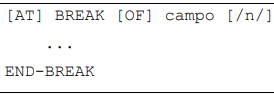 [AT] BREAK [OF] campo [/n/]
...
END-BREAK